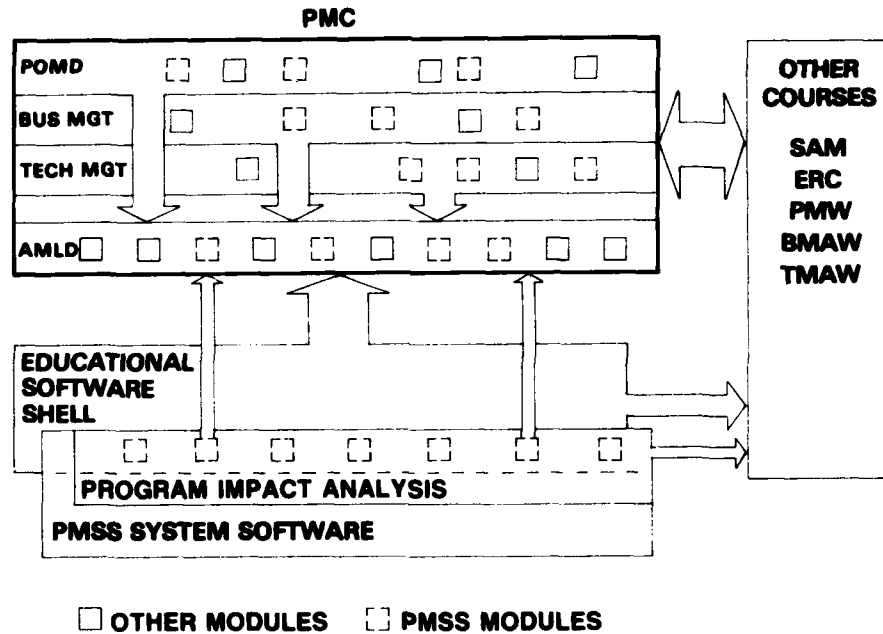 PMC
POMD
BUS MGT
TECH MGT
AMLD
OTHER
COURSES
SAM
ERC
PMW
BMAW
TMAW
EDUCATIONAL
SOFTWARE
SHELL
PROGRAM IMPACT ANALYSIS
PMSS SYSTEM SOFTWARE
OTHER MODULES
PMSS MODULES